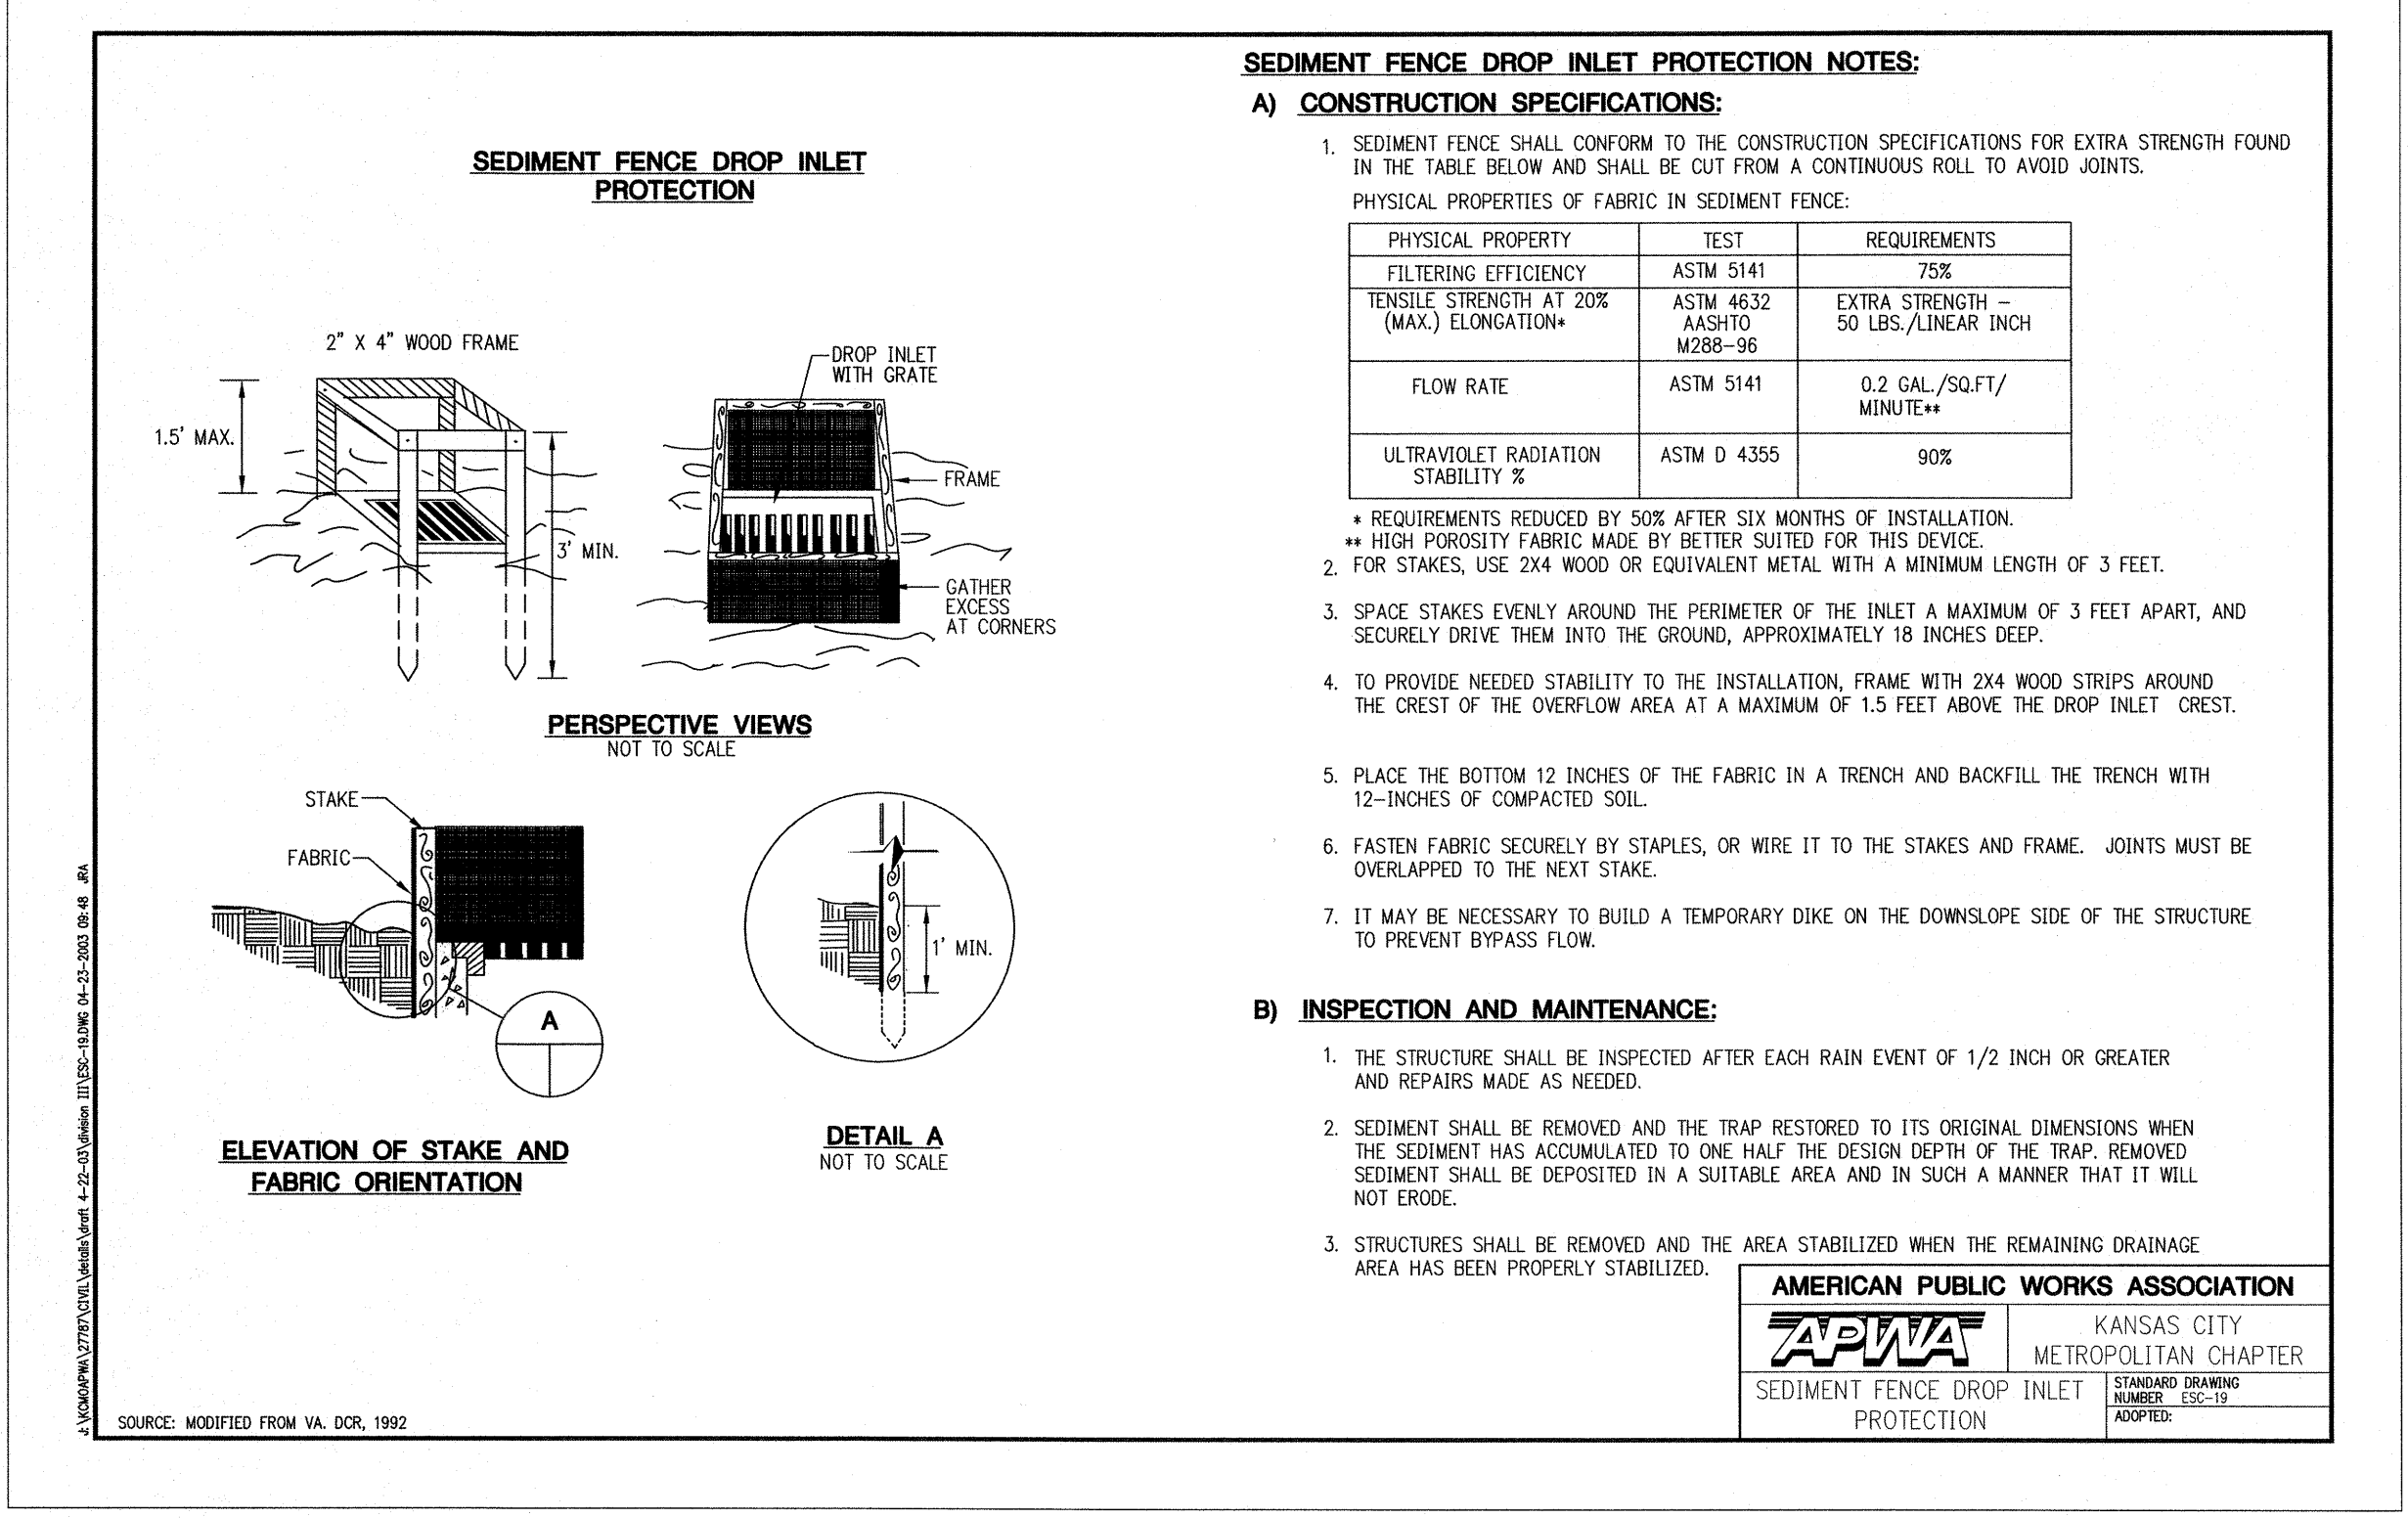 SEDIMENT FENCE DROP INLET
PROTECTION
2" X 4" WOOD FRAME
1.5' MAX.
3' MIN.
DROP INLET
WITH GRATE
FRAME
GATHER
EXCESS
AT CORNERS
PERSPECTIVE VIEWS
NOT TO SCALE
STAKE
FABRIC
A
ELEVATION OF STAKE AND
FABRIC ORIENTATION
1' MIN.
DETAIL A
NOT TO SCALE
SOURCE: MODIFIED FROM VA. DCR, 1992
J:\KCMOAPWA\27787\CIVIL\details\draft 4-22-03\division III\ESC-19.DWG 04-23-2003 09:48 JRA
SEDIMENT FENCE DROP INLET PROTECTION NOTES:
A) CONSTRUCTION SPECIFICATIONS:
1. SEDIMENT FENCE SHALL CONFORM TO THE CONSTRUCTION SPECIFICATIONS FOR EXTRA STRENGTH FOUND
IN THE TABLE BELOW AND SHALL BE CUT FROM A CONTINUOUS ROLL TO AVOID JOINTS.
PHYSICAL PROPERTIES OF FABRIC IN SEDIMENT FENCE:
PHYSICAL PROPERTY TEST REQUIREMENTS
FILTERING EFFICIENCY ASTM 5141 75%
TENSILE STRENGTH AT 20% ASTM 4632 EXTRA STRENGTH –
(MAX.) ELONGATION* AASHTO 50 LBS./LINEAR INCH
M288-96
FLOW RATE ASTM 5141 0.2 GAL./SQ.FT/
MINUTE**
ULTRAVIOLET RADIATION ASTM D 4355 90%
STABILITY %
* REQUIREMENTS REDUCED BY 50% AFTER SIX MONTHS OF INSTALLATION.
** HIGH POROSITY FABRIC MADE BY BETTER SUITED FOR THIS DEVICE.
2. FOR STAKES, USE 2X4 WOOD OR EQUIVALENT METAL WITH A MINIMUM LENGTH OF 3 FEET.
3. SPACE STAKES EVENLY AROUND THE PERIMETER OF THE INLET A MAXIMUM OF 3 FEET APART, AND
SECURELY DRIVE THEM INTO THE GROUND, APPROXIMATELY 18 INCHES DEEP.
4. TO PROVIDE NEEDED STABILITY TO THE INSTALLATION, FRAME WITH 2X4 WOOD STRIPS AROUND
THE CREST OF THE OVERFLOW AREA AT A MAXIMUM OF 1.5 FEET ABOVE THE DROP INLET CREST.
5. PLACE THE BOTTOM 12 INCHES OF THE FABRIC IN A TRENCH AND BACKFILL THE TRENCH WITH
12-INCHES OF COMPACTED SOIL.
6. FASTEN FABRIC SECURELY BY STAPLES, OR WIRE IT TO THE STAKES AND FRAME. JOINTS MUST BE
OVERLAPPED TO THE NEXT STAKE.
7. IT MAY BE NECESSARY TO BUILD A TEMPORARY DIKE ON THE DOWNSLOPE SIDE OF THE STRUCTURE
TO PREVENT BYPASS FLOW.
B) INSPECTION AND MAINTENANCE:
1. THE STRUCTURE SHALL BE INSPECTED AFTER EACH RAIN EVENT OF 1/2 INCH OR GREATER
AND REPAIRS MADE AS NEEDED.
2. SEDIMENT SHALL BE REMOVED AND THE TRAP RESTORED TO ITS ORIGINAL DIMENSIONS WHEN
THE SEDIMENT HAS ACCUMULATED TO ONE HALF THE DESIGN DEPTH OF THE TRAP. REMOVED
SEDIMENT SHALL BE DEPOSITED IN A SUITABLE AREA AND IN SUCH A MANNER THAT IT WILL
NOT ERODE.
3. STRUCTURES SHALL BE REMOVED AND THE AREA STABILIZED WHEN THE REMAINING DRAINAGE
AREA HAS BEEN PROPERLY STABILIZED.
AMERICAN PUBLIC WORKS ASSOCIATION
APWA
KANSAS CITY
METROPOLITAN CHAPTER
SEDIMENT FENCE DROP INLET
PROTECTION
STANDARD DRAWING
NUMBER ESC-19
ADOPTED: